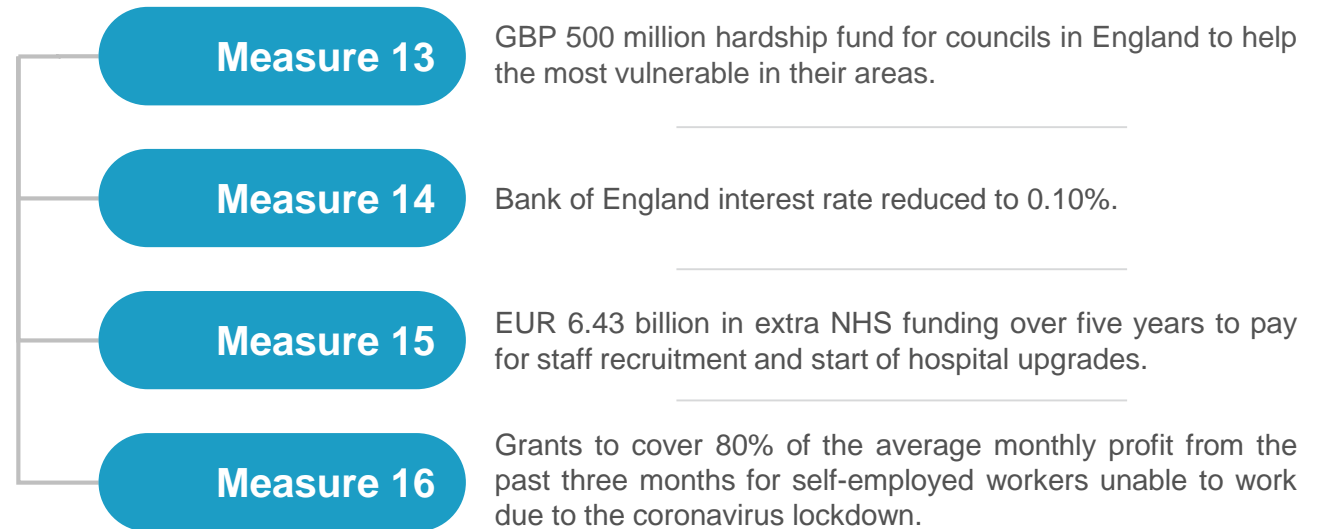 Measure 13
GBP 500 million hardship fund for councils in England to help
the most vulnerable in their areas.
Measure 14
Bank of England interest rate reduced to 0.10%.
Measure 15
EUR 6.43 billion in extra NHS funding over five years to pay
for staff recruitment and start of hospital upgrades.
Measure 16
Grants to cover 80% of the average monthly profit from the
past three months for self-employed workers unable to work
due to the coronavirus lockdown.